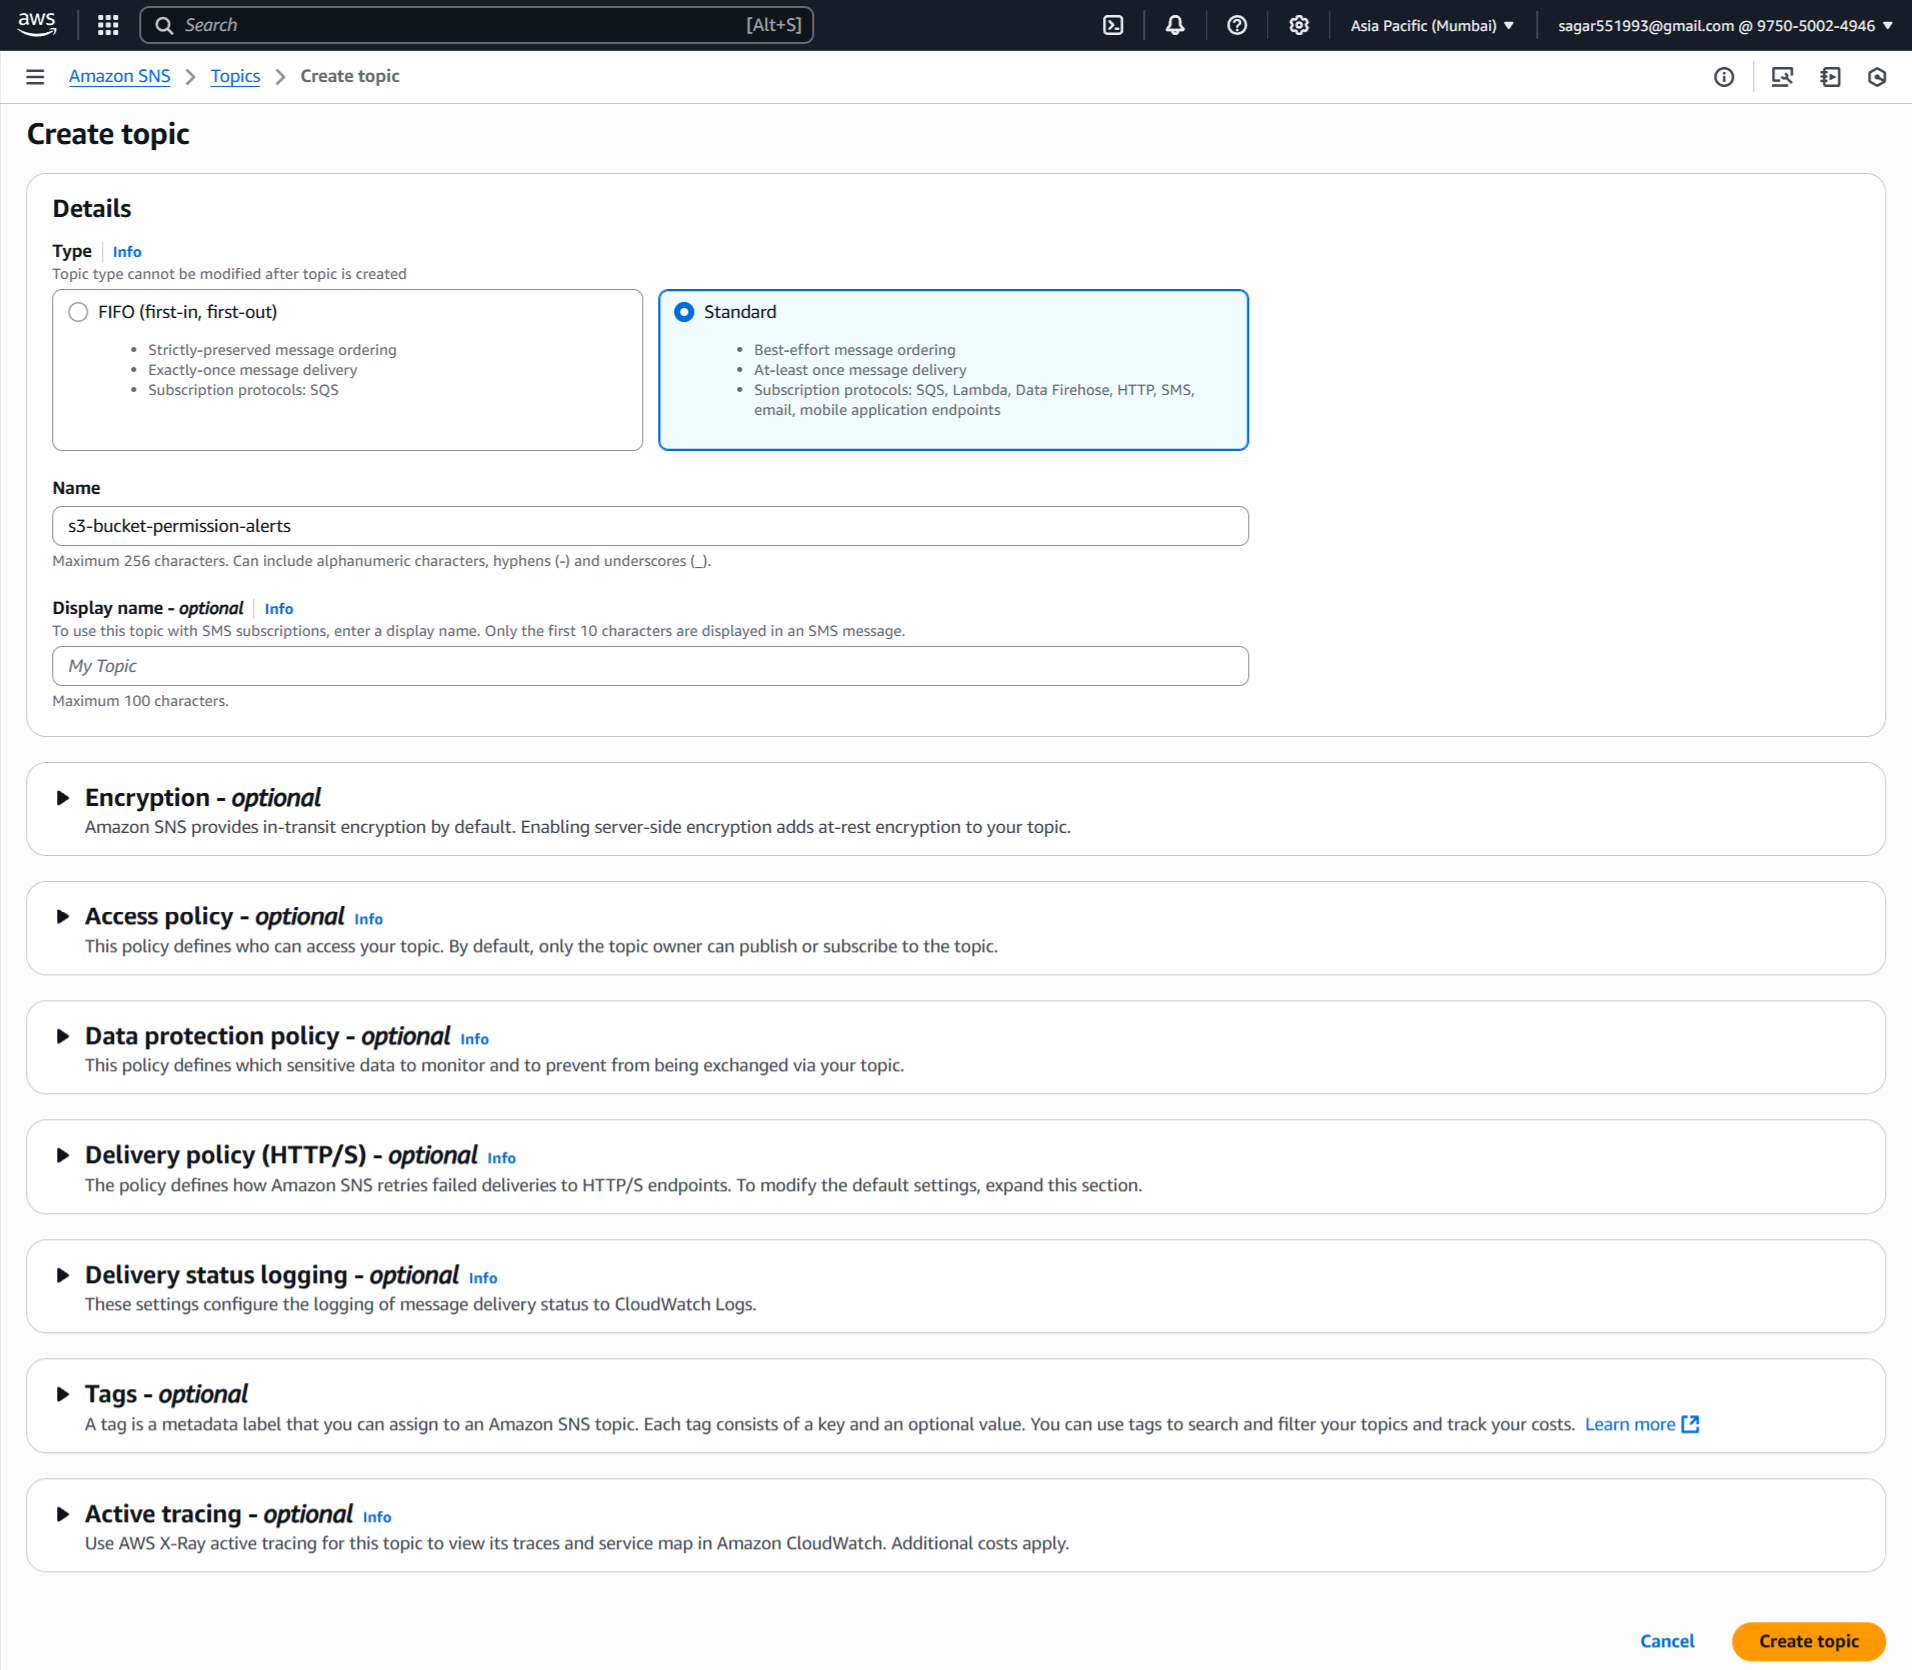 aws
Search [Alt+S]
Asia Pacific (Mumbai)
sagar551993@gmail.com @ 9750-5002-4946
Amazon SNS > Topics > Create topic
Create topic
Details
Type Info
Topic type cannot be modified after topic is created
FIFO (first-in, first-out)
• Strictly-preserved message ordering
• Exactly-once message delivery
• Subscription protocols: SQS
Standard
• Best-effort message ordering
• At-least once message delivery
• Subscription protocols: SQS, Lambda, Data Firehose, HTTP, SMS,
email, mobile application endpoints
Name
s3-bucket-permission-alerts
Maximum 256 characters. Can include alphanumeric characters, hyphens (-) and underscores (_).
Display name - optional Info
To use this topic with SMS subscriptions, enter a display name. Only the first 10 characters are displayed in an SMS message.
My Topic
Maximum 100 characters.
Encryption - optional
Amazon SNS provides in-transit encryption by default. Enabling server-side encryption adds at-rest encryption to your topic.
Access policy - optional Info
This policy defines who can access your topic. By default, only the topic owner can publish or subscribe to the topic.
Data protection policy - optional Info
This policy defines which sensitive data to monitor and to prevent from being exchanged via your topic.
Delivery policy (HTTP/S) - optional Info
The policy defines how Amazon SNS retries failed deliveries to HTTP/S endpoints. To modify the default settings, expand this section.
Delivery status logging - optional Info
These settings configure the logging of message delivery status to CloudWatch Logs.
Tags - optional
A tag is a metadata label that you can assign to an Amazon SNS topic. Each tag consists of a key and an optional value. You can use tags to search and filter your topics and track your costs. Learn more
Active tracing - optional Info
Use AWS X-Ray active tracing for this topic to view its traces and service map in Amazon CloudWatch. Additional costs apply.
Cancel
Create topic